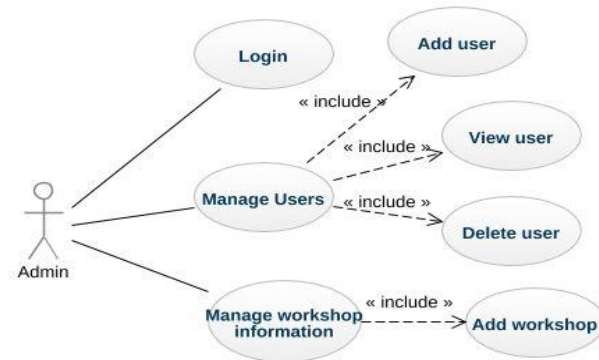 Add user
Login
« include »
« include »
View user
Manage Users
« include »
Delete user
Admin
Manage workshop
information
« include »
Add workshop